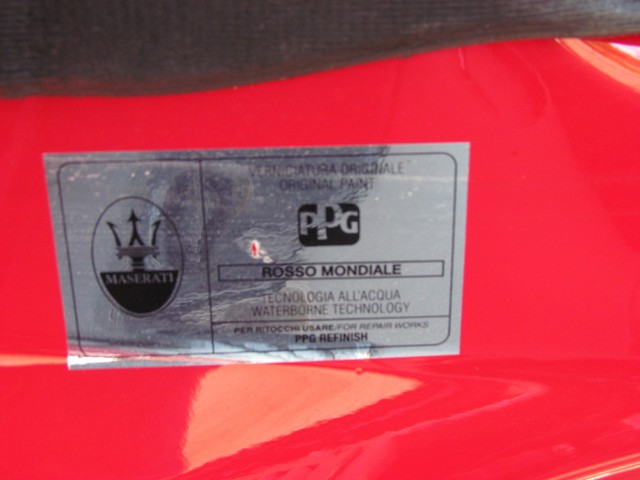 VERNICIATURA ORIGINALE
ORIGINAL PAINT
PPG
MASERATI
ROSSO MONDIALE
TECNOLOGIA ALL'ACQUA
WATERBORNE TECHNOLOGY
PER RITOCCHI USARE/FOR REPAIR WORKS
PPG REFINISH